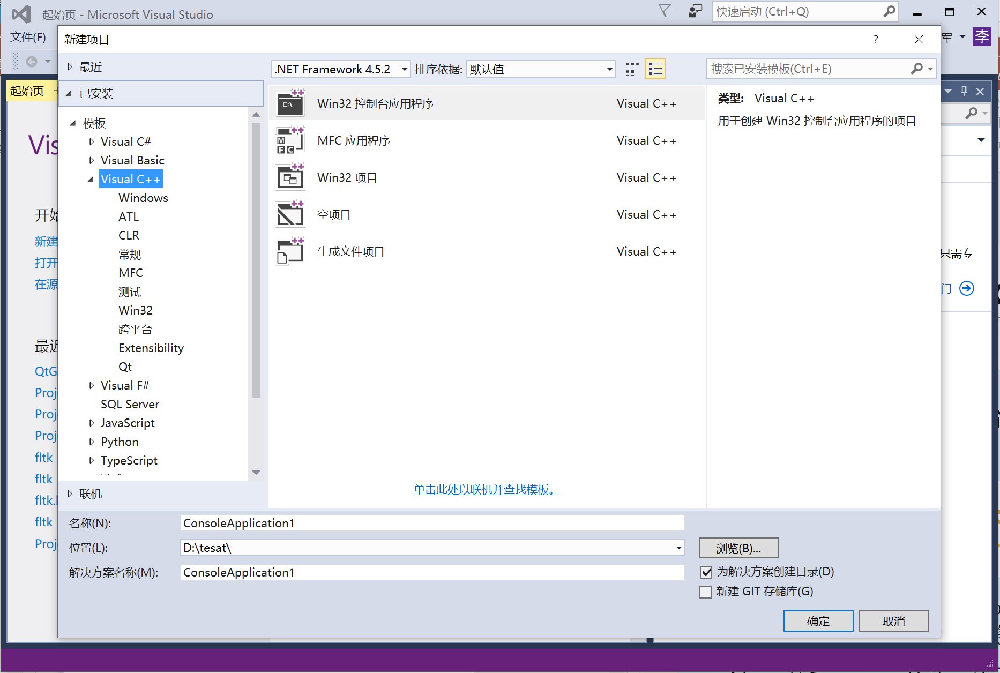 起始页 - Microsoft Visual Studio
快速启动 (Ctrl+Q)
文件(F)
新建项目
?
军
李
最近
.NET Framework 4.5.2
排序依据:
默认值
搜索已安装模板(Ctrl+E)
起始页
已安装
模板
Visual C#
Visual Basic
Visual C++
Windows
ATL
CLR
常规
MFC
测试
Win32
跨平台
Extensibility
Qt
Visual F#
SQL Server
JavaScript
Python
TypeScript
联机
Win32 控制台应用程序 Visual C++
MFC 应用程序 Visual C++
Win32 项目 Visual C++
空项目 Visual C++
生成文件项目 Visual C++
单击此处以联机并查找模板。
类型: Visual C++
用于创建 Win32 控制台应用程序的项目
Vis
开始
新建
打开
在源
最近
QtG
Proj
Proj
Proj
fltk
fltk
fltk.
fltk
Proj
只需专
门
名称(N): ConsoleApplication1
位置(L): D:\tesat\
浏览(B)...
解决方案名称(M): ConsoleApplication1
为解决方案创建目录(D)
新建 GIT 存储库(G)
确定
取消